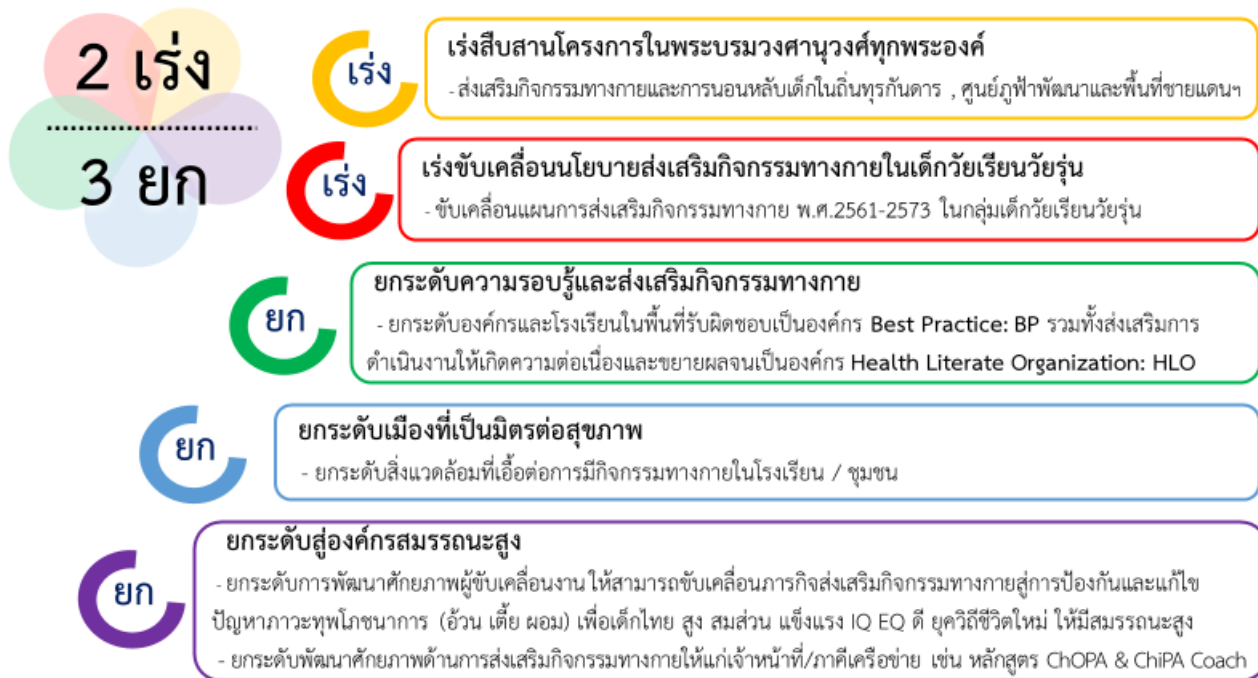 2 เร่ง
3 ยก
เร่ง
เร่งสืบสานโครงการในพระบรมวงศานุวงศ์ทุกพระองค์
- ส่งเสริมกิจกรรมทางกายและการนอนหลับเด็กในถิ่นทุรกันดาร , ศูนย์ภูฟ้าพัฒนาและพื้นที่ชายแดนฯ
เร่ง
เร่งขับเคลื่อนนโยบายส่งเสริมกิจกรรมทางกายในเด็กวัยเรียนวัยรุ่น
- ขับเคลื่อนแผนการส่งเสริมกิจกรรมทางกาย พ.ศ.2561-2573 ในกลุ่มเด็กวัยเรียนวัยรุ่น
ยก
ยกระดับความรอบรู้และส่งเสริมกิจกรรมทางกาย
- ยกระดับองค์กรและโรงเรียนในพื้นที่รับผิดชอบเป็นองค์กร Best Practice: BP รวมทั้งส่งเสริมการ
ดำเนินงานให้เกิดความต่อเนื่องและขยายผลจนเป็นองค์กร Health Literate Organization: HLO
ยก
ยกระดับเมืองที่เป็นมิตรต่อสุขภาพ
- ยกระดับสิ่งแวดล้อมที่เอื้อต่อการมีกิจกรรมทางกายในโรงเรียน / ชุมชน
ยก
ยกระดับสู่องค์กรสมรรถนะสูง
- ยกระดับการพัฒนาศักยภาพผู้ขับเคลื่อนงาน ให้สามารถขับเคลื่อนภารกิจส่งเสริมกิจกรรมทางกายสู่การป้องกันและแก้ไข
ปัญหาภาวะทุพโภชนาการ (อ้วน เตี้ย ผอม) เพื่อเด็กไทย สูง สมส่วน แข็งแรง IQ EQ ดี ยุควิถีชีวิตใหม่ ให้มีสมรรถนะสูง
- ยกระดับพัฒนาศักยภาพด้านการส่งเสริมกิจกรรมทางกายให้แก่เจ้าหน้าที่/ภาคีเครือข่าย เช่น หลักสูตร ChOPA & ChiPA Coach